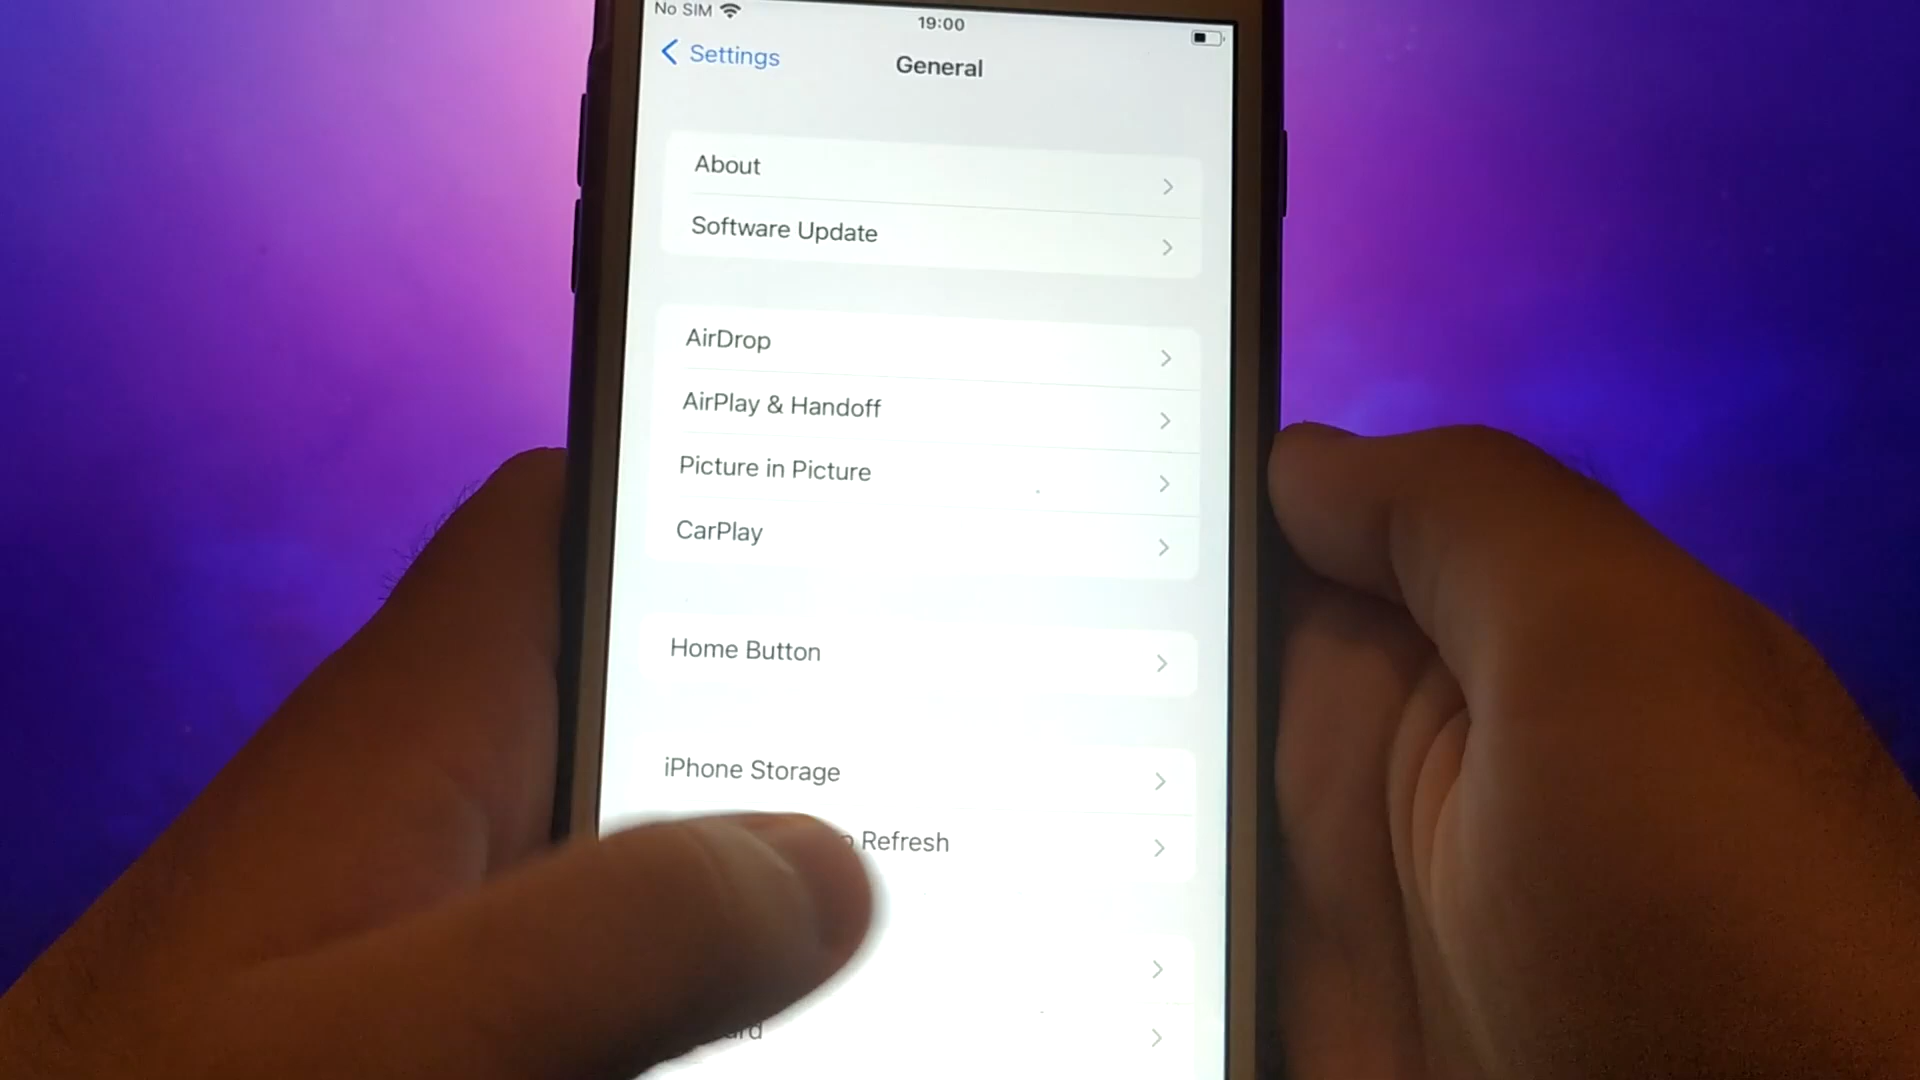 No SIM
19:00
Settings
General
About
Software Update
AirDrop
AirPlay & Handoff
Picture in Picture
CarPlay
Home Button
iPhone Storage
Refresh